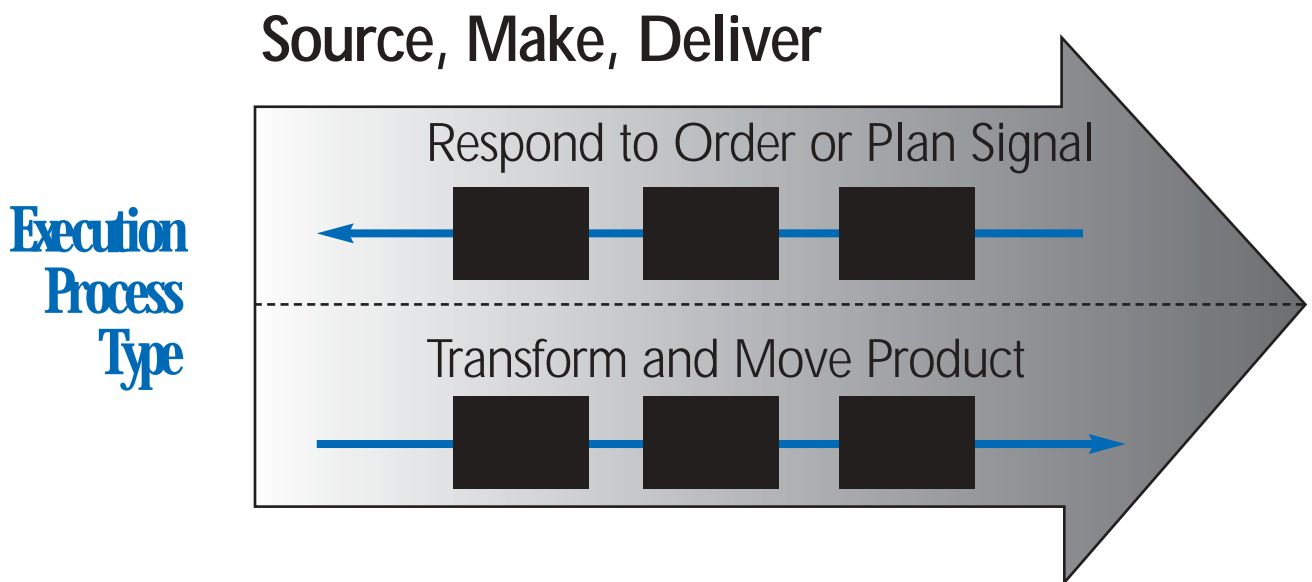 Source, Make, Deliver
Respond to Order or Plan Signal
Execution
Process
Type
Transform and Move Product